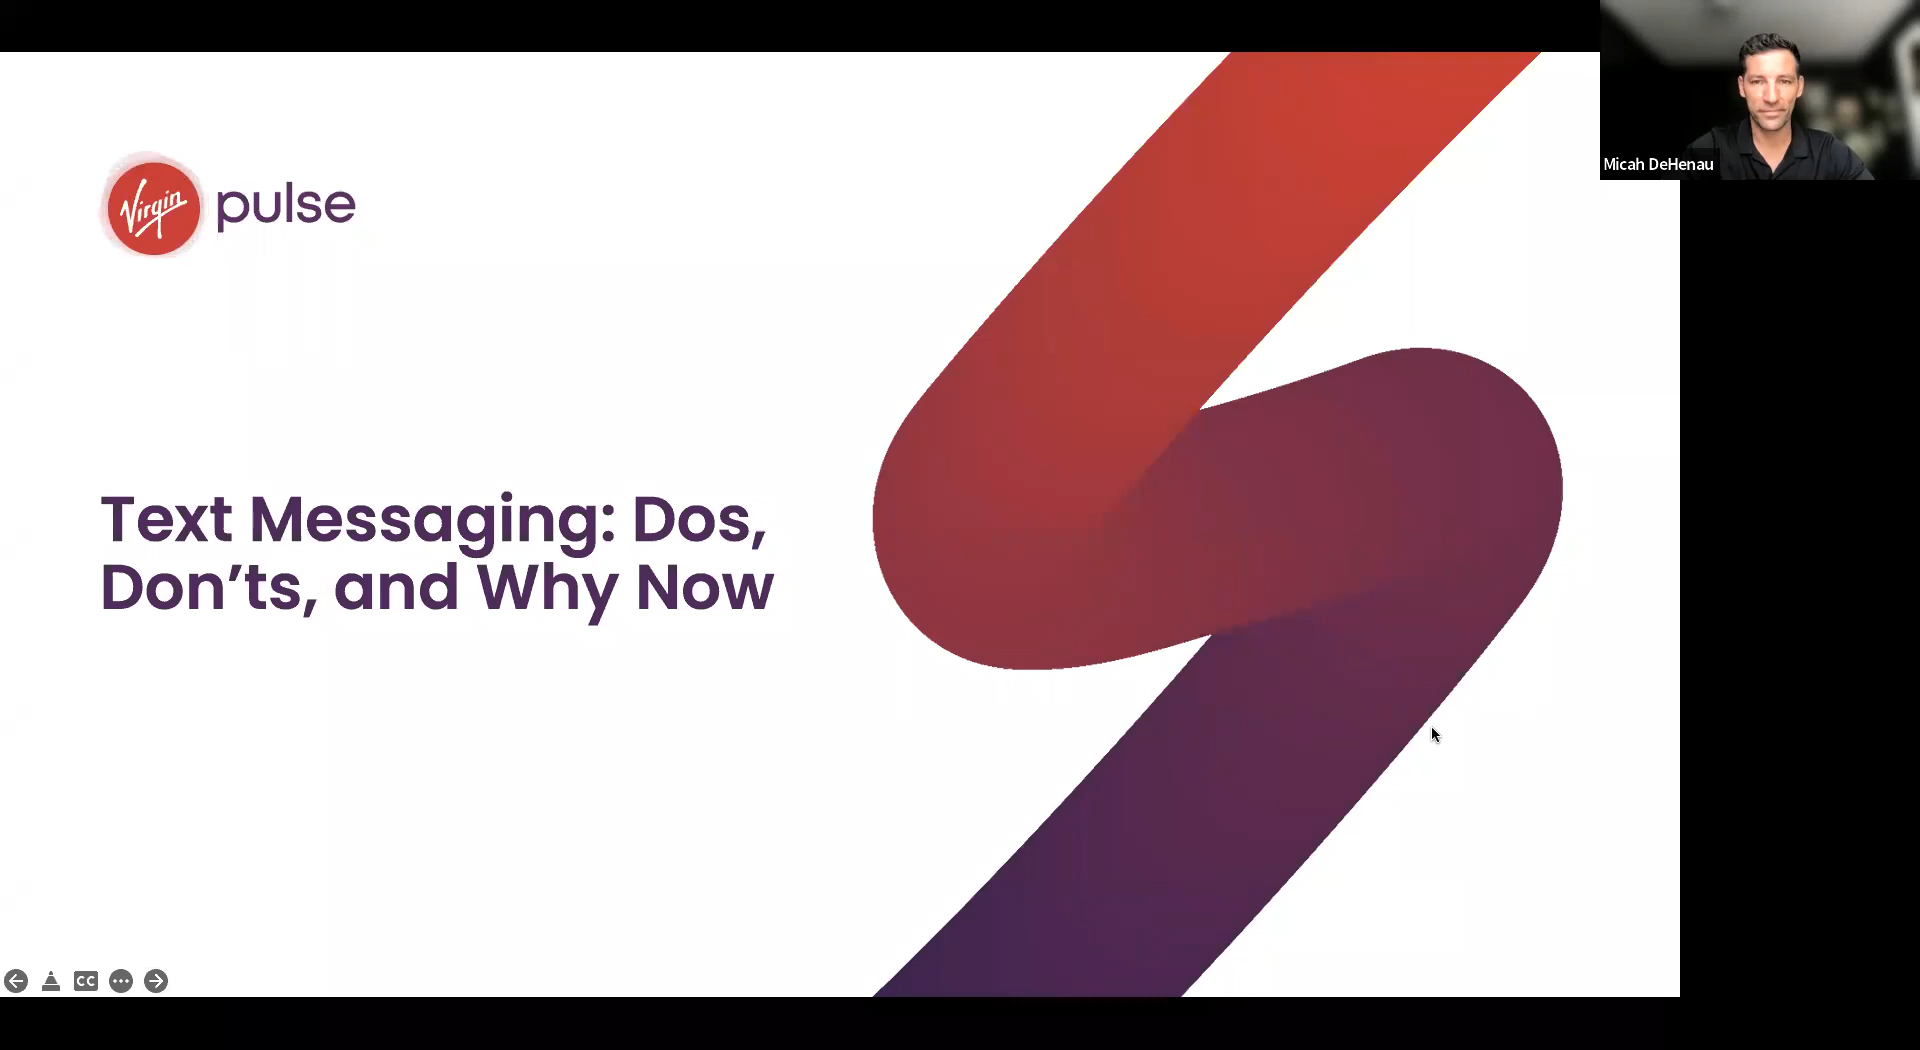 Micah DeHenau
Virgin pulse
Text Messaging: Dos,
Don’ts, and Why Now
CC